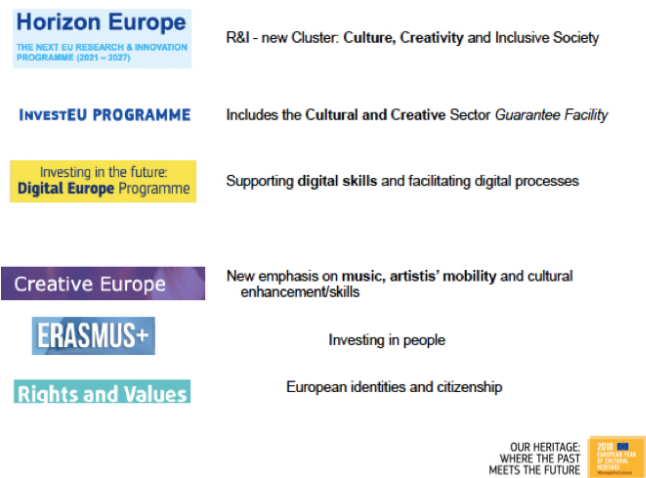 Horizon Europe
THE NEXT EU RESEARCH & INNOVATION
PROGRAMME (2021 – 2027)
R&I - new Cluster: Culture, Creativity and Inclusive Society
INVESTEU PROGRAMME
Includes the Cultural and Creative Sector Guarantee Facility
Investing in the future:
Digital Europe Programme
Supporting digital skills and facilitating digital processes
Creative Europe
New emphasis on music, artistis' mobility and cultural
enhancement/skills
ERASMUS+
Investing in people
Rights and Values
European identities and citizenship
OUR HERITAGE:
WHERE THE PAST
MEETS THE FUTURE
2018
EUROPEAN YEAR
OF CULTURAL
HERITAGE
#EuropeForCulture